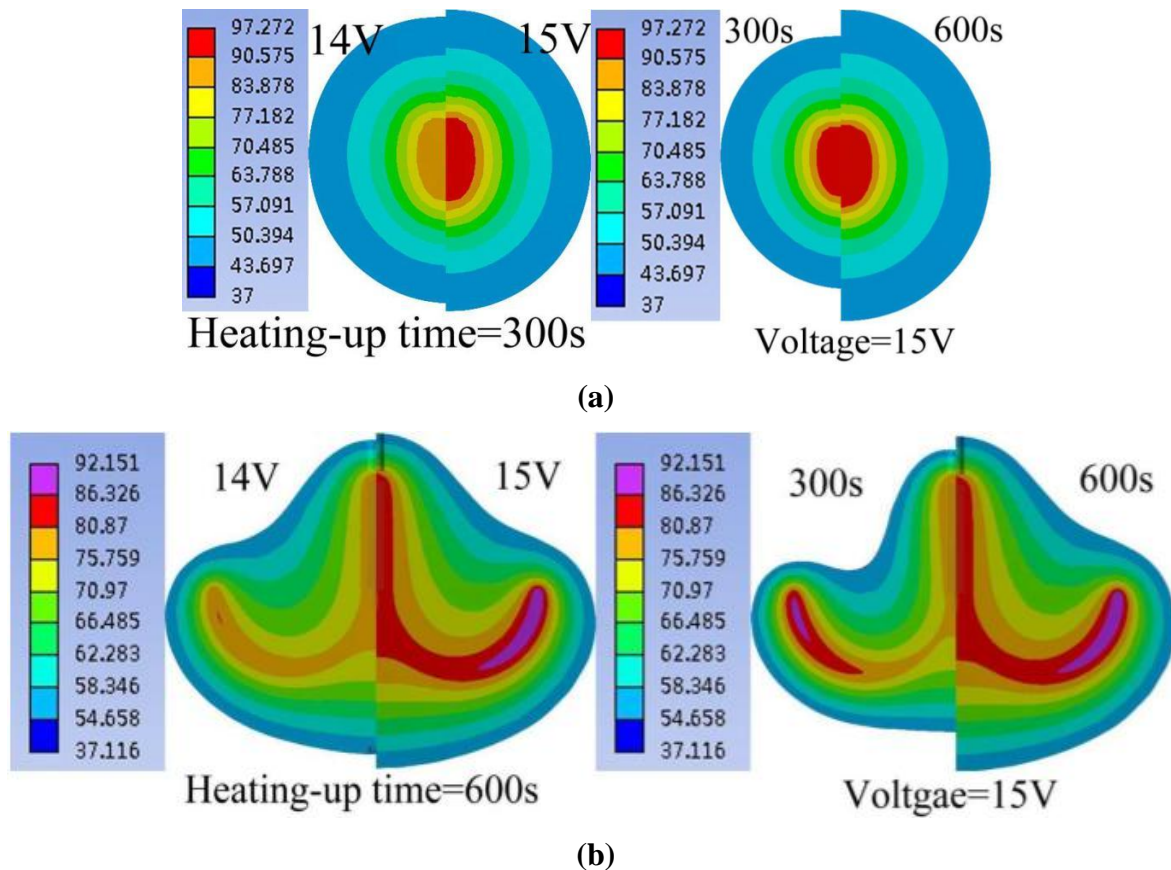 97.272
90.575
83.878
77.182
70.485
63.788
57.091
50.394
43.697
37
14V
15V
Heating-up time=300s
97.272
90.575
83.878
77.182
70.485
63.788
57.091
50.394
43.697
37
300s
600s
Voltage=15V
(a)
92.151
86.326
80.87
75.759
70.97
66.485
62.283
58.346
54.658
37.116
14V
15V
Heating-up time=600s
92.151
86.326
80.87
75.759
70.97
66.485
62.283
58.346
54.658
37.116
300s
600s
Voltgae=15V
(b)